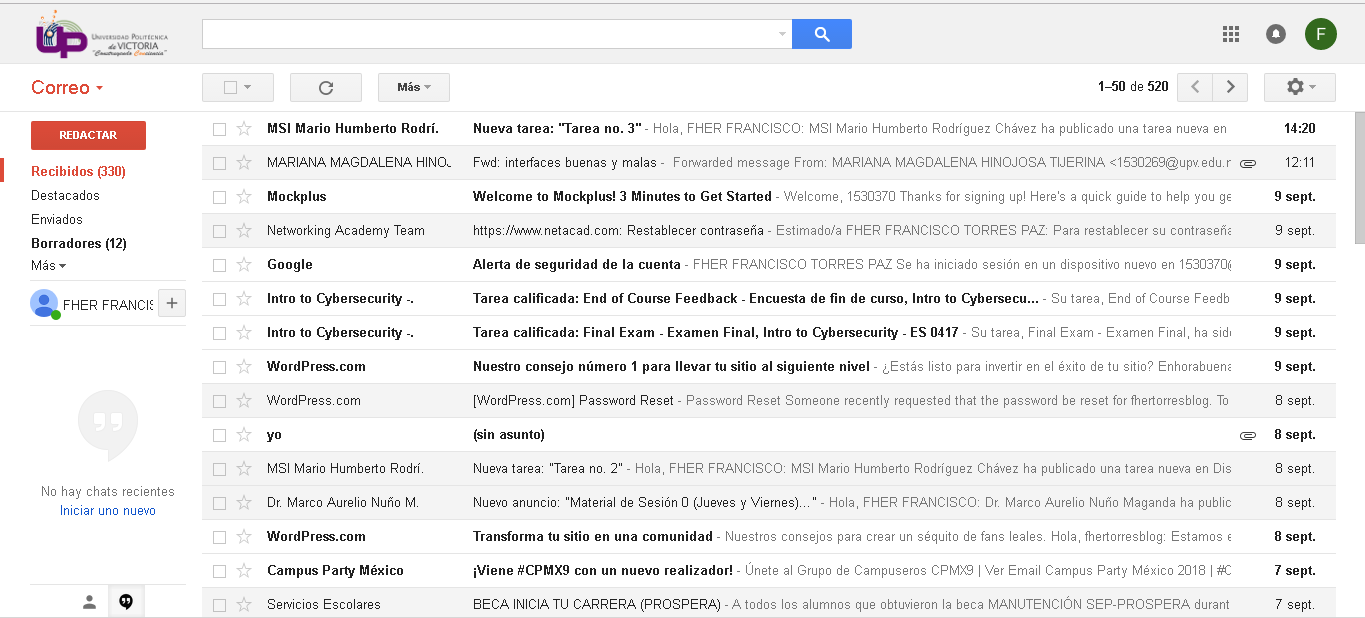 UP UNIVERSIDAD POLITÉCNICA
de VICTORIA
"Construyendo Conciencia"
F
Correo
Más
1–50 de 520
REDACTAR
Recibidos (330)
Destacados
Enviados
Borradores (12)
Más
FHER FRANCIS
+
No hay chats recientes
Iniciar uno nuevo
MSI Mario Humberto Rodrí. Nueva tarea: "Tarea no. 3" - Hola, FHER FRANCISCO: MSI Mario Humberto Rodríguez Chávez ha publicado una tarea nueva en 14:20
MARIANA MAGDALENA HINOJ Fwd: interfaces buenas y malas - Forwarded message From: MARIANA MAGDALENA HINOJOSA TIJERINA <1530269@upv.edu.m 12:11
Mockplus Welcome to Mockplus! 3 Minutes to Get Started - Welcome, 1530370 Thanks for signing up! Here's a quick guide to help you ge 9 sept.
Networking Academy Team https://www.netacad.com: Restablecer contraseña - Estimado/a FHER FRANCISCO TORRES PAZ: Para restablecer su contraseña 9 sept.
Google Alerta de seguridad de la cuenta - FHER FRANCISCO TORRES PAZ Se ha iniciado sesión en un dispositivo nuevo en 1530370@ 9 sept.
Intro to Cybersecurity -. Tarea calificada: End of Course Feedback - Encuesta de fin de curso, Intro to Cybersecu... - Su tarea, End of Course Feedb 9 sept.
Intro to Cybersecurity -. Tarea calificada: Final Exam - Examen Final, Intro to Cybersecurity - ES 0417 - Su tarea, Final Exam - Examen Final, ha sid 9 sept.
WordPress.com Nuestro consejo número 1 para llevar tu sitio al siguiente nivel - ¿Estás listo para invertir en el éxito de tu sitio? Enhorabuena 9 sept.
WordPress.com [WordPress.com] Password Reset - Password Reset Someone recently requested that the password be reset for fhertorresblog. To 8 sept.
yo (sin asunto) 8 sept.
MSI Mario Humberto Rodrí. Nueva tarea: "Tarea no. 2" - Hola, FHER FRANCISCO: MSI Mario Humberto Rodríguez Chávez ha publicado una tarea nueva en Dis 8 sept.
Dr. Marco Aurelio Nuño M. Nuevo anuncio: "Material de Sesión 0 (Jueves y Viernes)..." - Hola, FHER FRANCISCO: Dr. Marco Aurelio Nuño Maganda ha public 8 sept.
WordPress.com Transforma tu sitio en una comunidad - Nuestros consejos para crear un séquito de fans leales. Hola, fhertorresblog: Estamos e 8 sept.
Campus Party México ¡Viene #CPMX9 con un nuevo realizador! - Únete al Grupo de Campuseros CPMX9 | Ver Email Campus Party México 2018 | #C 7 sept.
Servicios Escolares BECA INICIA TU CARRERA (PROSPERA) - A todos los alumnos que obtuvieron la beca MANUTENCIÓN SEP-PROSPERA durant 7 sept.